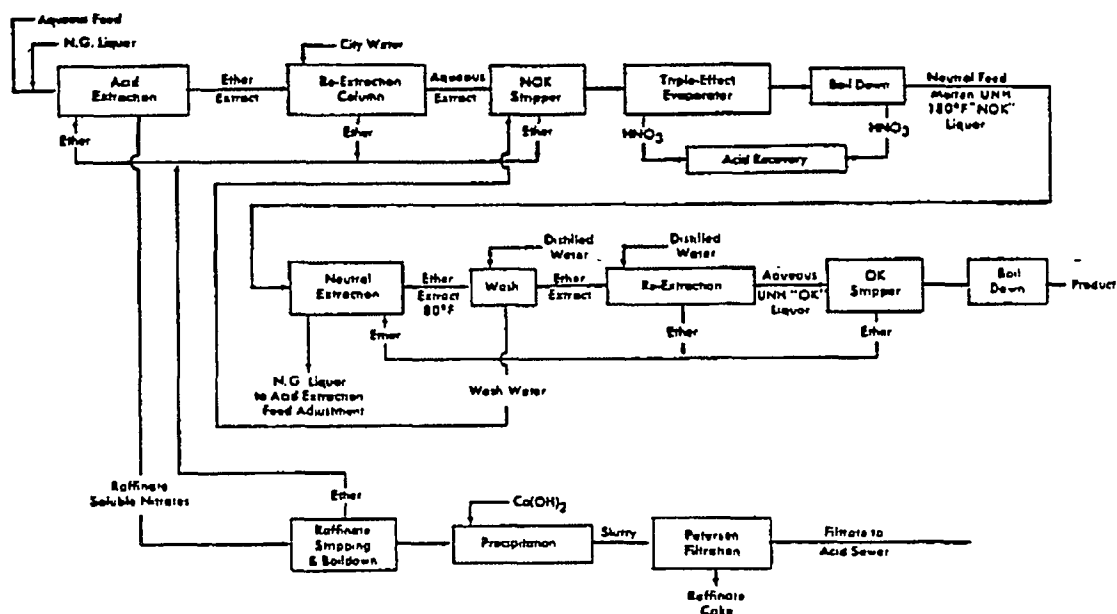 Aqueous Feed
N.G. Liquor
City Water
Acid
Extraction
Ether
Extract
Re-Extraction
Column
Aqueous
Extract
NOK
Stripper
Triple-Effect
Evaporator
Boil Down
Neutral Feed
Molten UNH
180°F "NOK"
Liquor
Ether
Ether
Ether
HNO3
HNO3
Acid Recovery
Distilled
Water
Distilled
Water
Neutral
Extraction
Ether
Extract
80°F
Wash
Ether
Extract
Re-Extraction
Aqueous
UNH "OK"
Liquor
OK
Stripper
Boil
Down
Product
Ether
Ether
Ether
N.G. Liquor
to Acid Extraction
Feed Adjustment
Wash Water
Raffinate
Soluble Nitrates
Ether
Ca(OH)2
Raffinate
Stripping
& Boildown
Precipitation
Slurry
Petersen
Filtration
Filtrate to
Acid Sewer
Raffinate
Cake